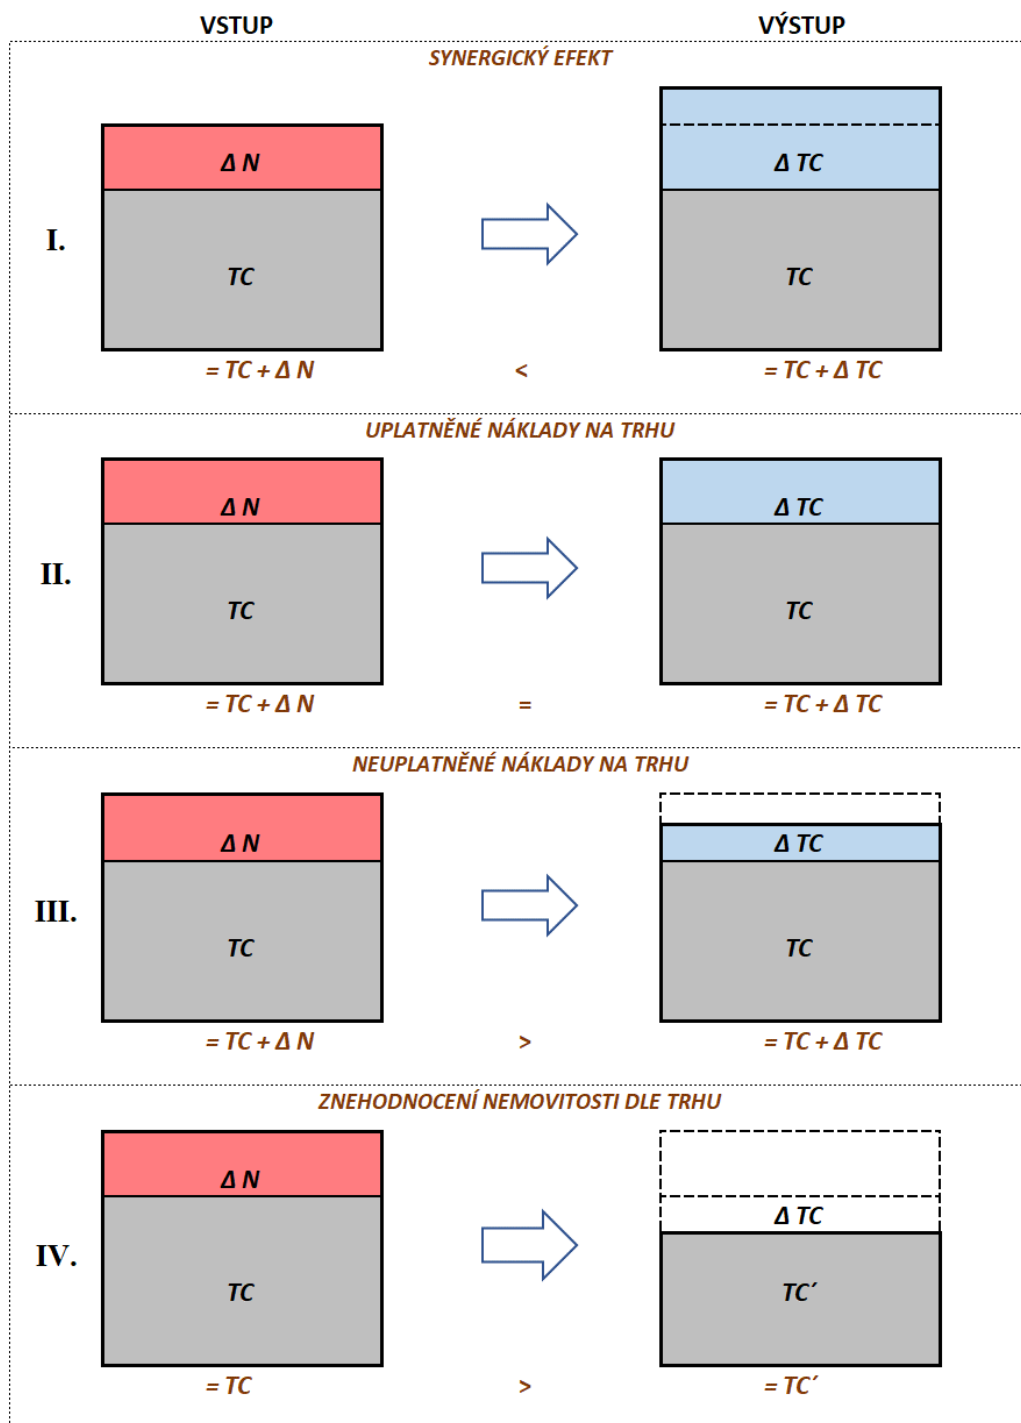 VSTUP VÝSTUP
SYNERGICKÝ EFEKT
Δ N Δ TC
I.
TC TC
= TC + Δ N < = TC + Δ TC
UPLATNĚNÉ NÁKLADY NA TRHU
Δ N Δ TC
II.
TC TC
= TC + Δ N = = TC + Δ TC
NEUPLATNĚNÉ NÁKLADY NA TRHU
Δ N Δ TC
III.
TC TC
= TC + Δ N > = TC + Δ TC
ZNEHODNOCENÍ NEMOVITOSTI DLE TRHU
Δ N
Δ TC
IV.
TC TC´
= TC > = TC´